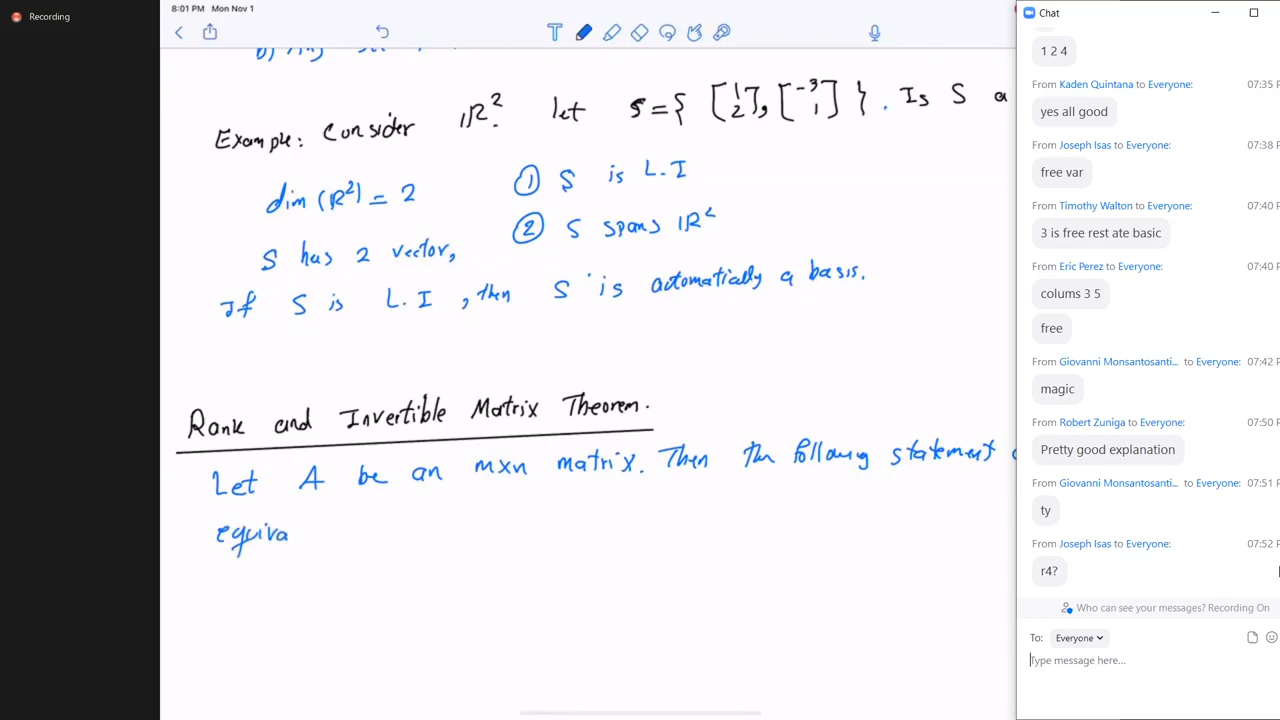 Recording
8:01 PM Mon Nov 1
Example: Consider IR². let S={ [1 2], [-3 1] }. Is S a
dim (IR²) = 2
① S is L.I
② S spans IR²
S has 2 vector,
If S is L.I, then S is automatically a basis.
Rank and Invertible Matrix Theorem.
Let A be an mxn matrix. Then the following statement
equiva
Chat
1 2 4
From Kaden Quintana to Everyone: 07:35
yes all good
From Joseph Isas to Everyone: 07:38
free var
From Timothy Walton to Everyone: 07:40
3 is free rest ate basic
From Eric Perez to Everyone: 07:40
colums 3 5
free
From Giovanni Monsantosanti... to Everyone: 07:42
magic
From Robert Zuniga to Everyone: 07:50
Pretty good explanation
From Giovanni Monsantosanti... to Everyone: 07:51
ty
From Joseph Isas to Everyone: 07:52
r4?
Who can see your messages? Recording On
To: Everyone
Type message here...